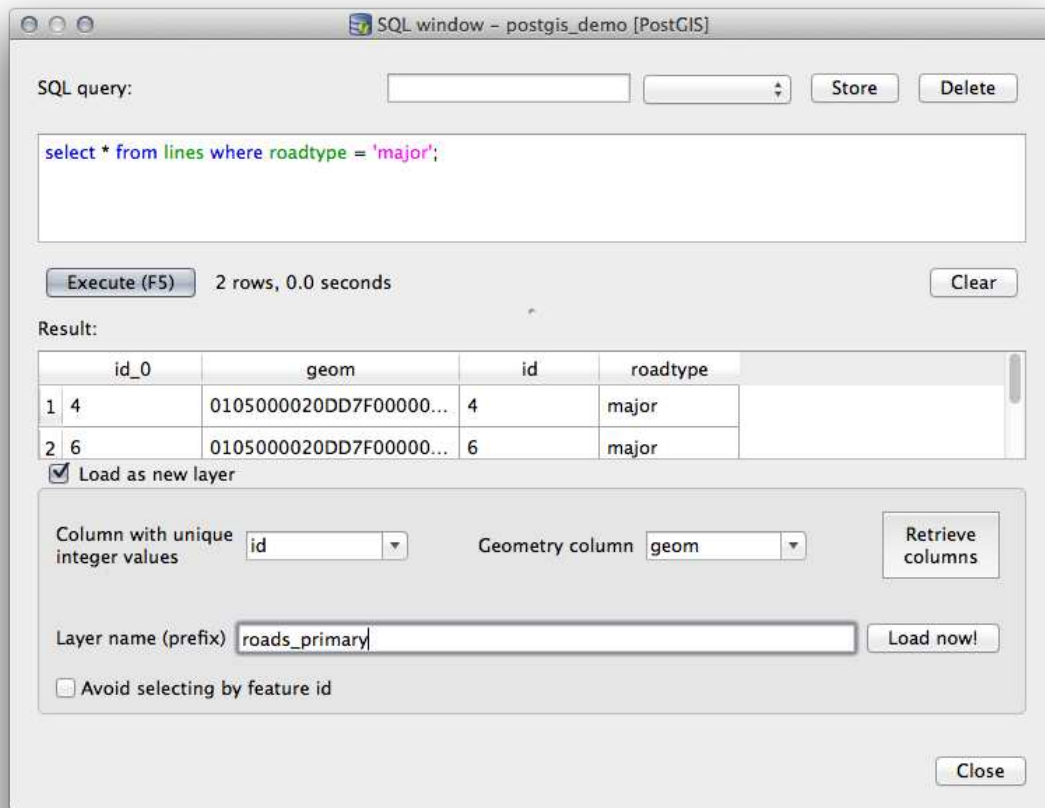 SQL window – postgis_demo [PostGIS]
SQL query:
Store
Delete
select * from lines where roadtype = 'major';
Execute (F5)
2 rows, 0.0 seconds
Clear
Result:
id_0 geom id roadtype
1 4 0105000020DD7F00000... 4 major
2 6 0105000020DD7F00000... 6 major
Load as new layer
Column with unique
integer values
id
Geometry column
geom
Retrieve
columns
Layer name (prefix)
roads_primary
Load now!
Avoid selecting by feature id
Close